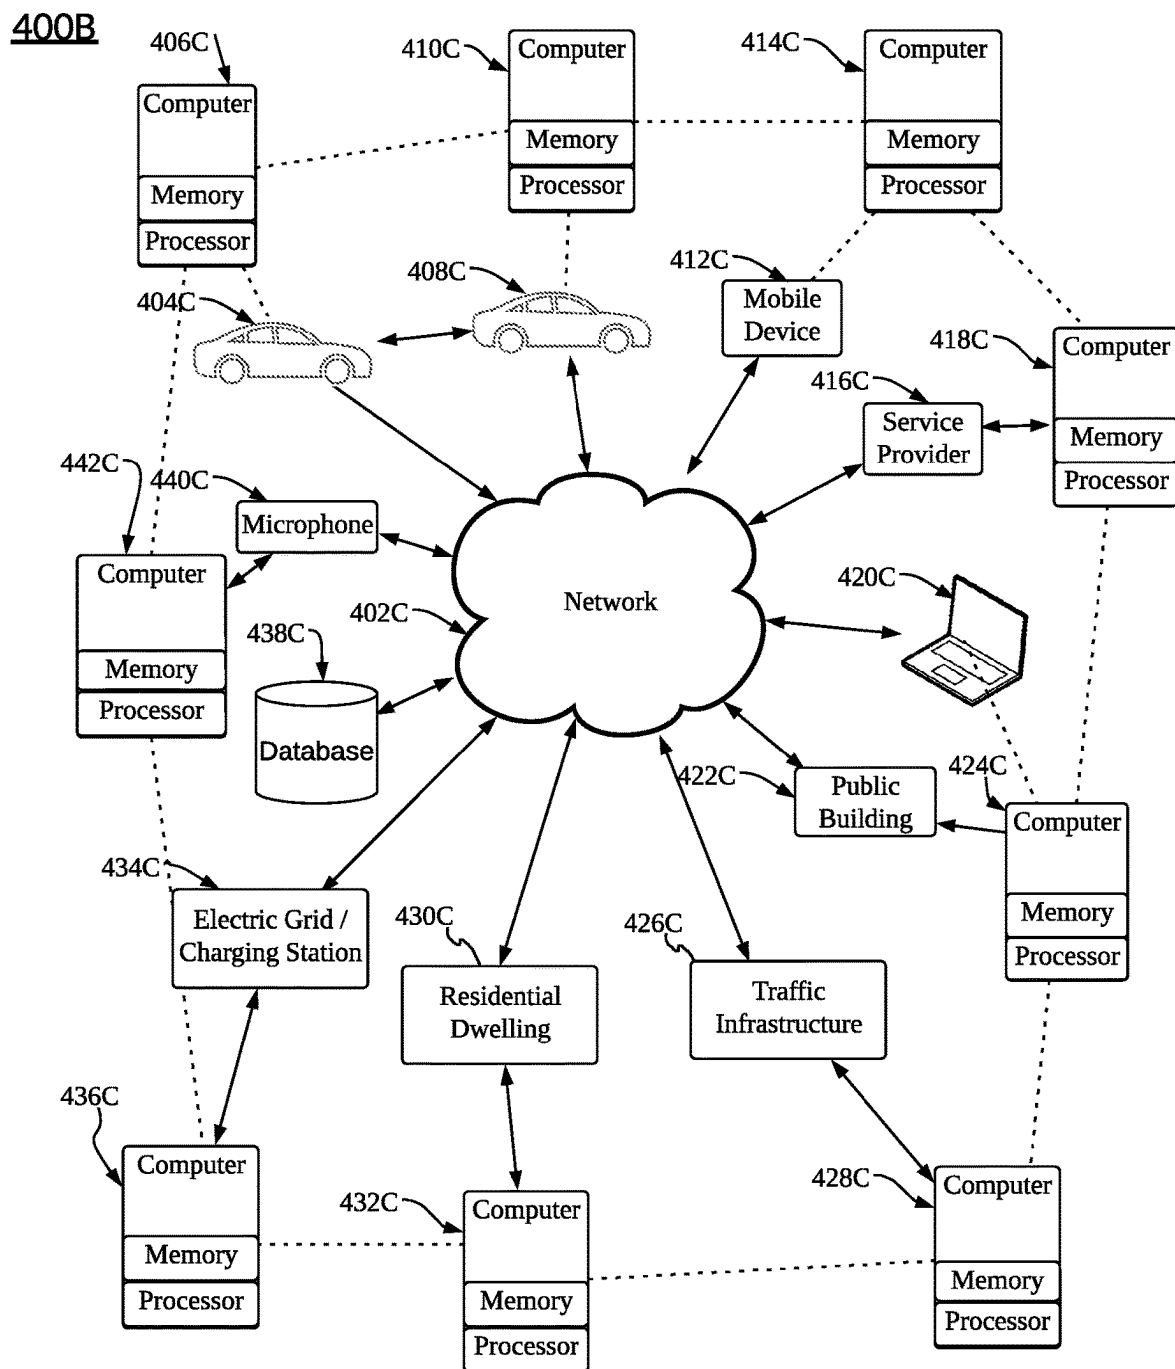 400B
406C
410C
414C
Computer
Memory
Processor
Computer
Memory
Processor
Computer
Memory
Processor
404C
408C
412C
Mobile
Device
418C
Computer
Memory
Processor
416C
Service
Provider
442C
440C
Microphone
Computer
Memory
Processor
402C
Network
420C
438C
Database
422C
Public
Building
424C
Computer
Memory
Processor
434C
Electric Grid /
Charging Station
430C
Residential
Dwelling
426C
Traffic
Infrastructure
436C
Computer
Memory
Processor
432C
Computer
Memory
Processor
428C
Computer
Memory
Processor